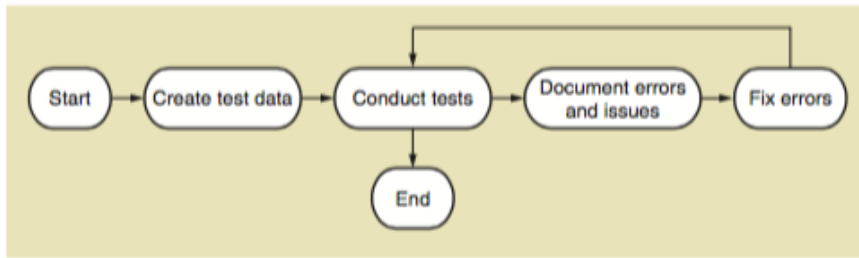 Start
Create test data
Conduct tests
Document errors
and issues
Fix errors
End